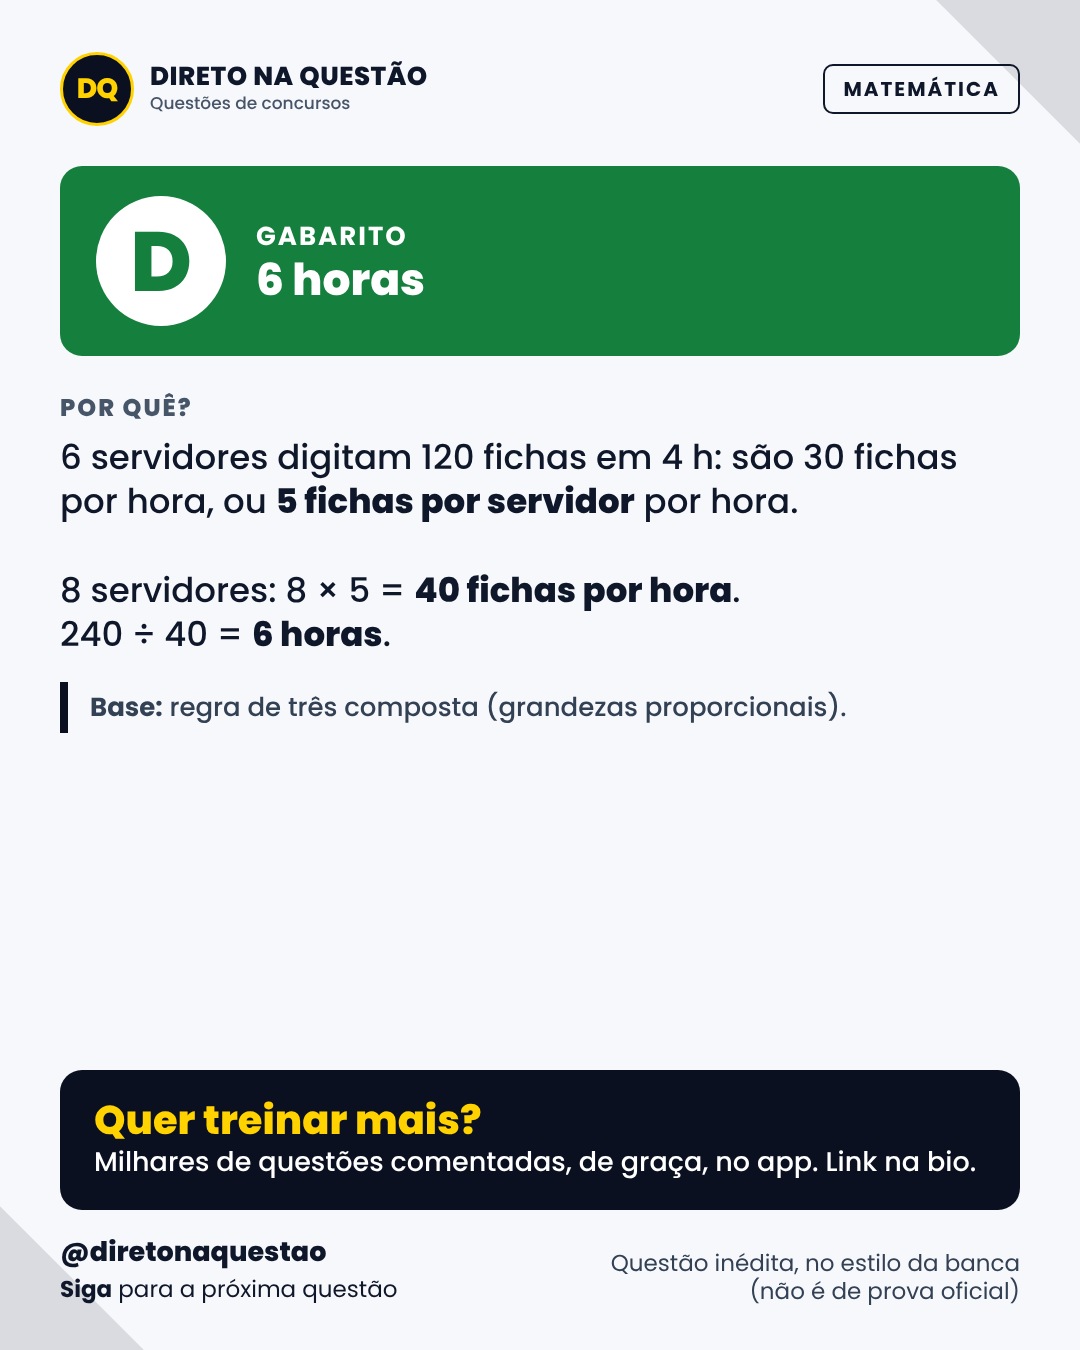 DQ
DIRETO NA QUESTÃO
Questões de concursos
MATEMÁTICA
D
GABARITO
6 horas
POR QUÊ?
6 servidores digitam 120 fichas em 4 h: são 30 fichas
por hora, ou 5 fichas por servidor por hora.
8 servidores: 8 × 5 = 40 fichas por hora.
240 ÷ 40 = 6 horas.
Base: regra de três composta (grandezas proporcionais).
Quer treinar mais?
Milhares de questões comentadas, de graça, no app. Link na bio.
@diretonaquestao
Siga para a próxima questão
Questão inédita, no estilo da banca
(não é de prova oficial)